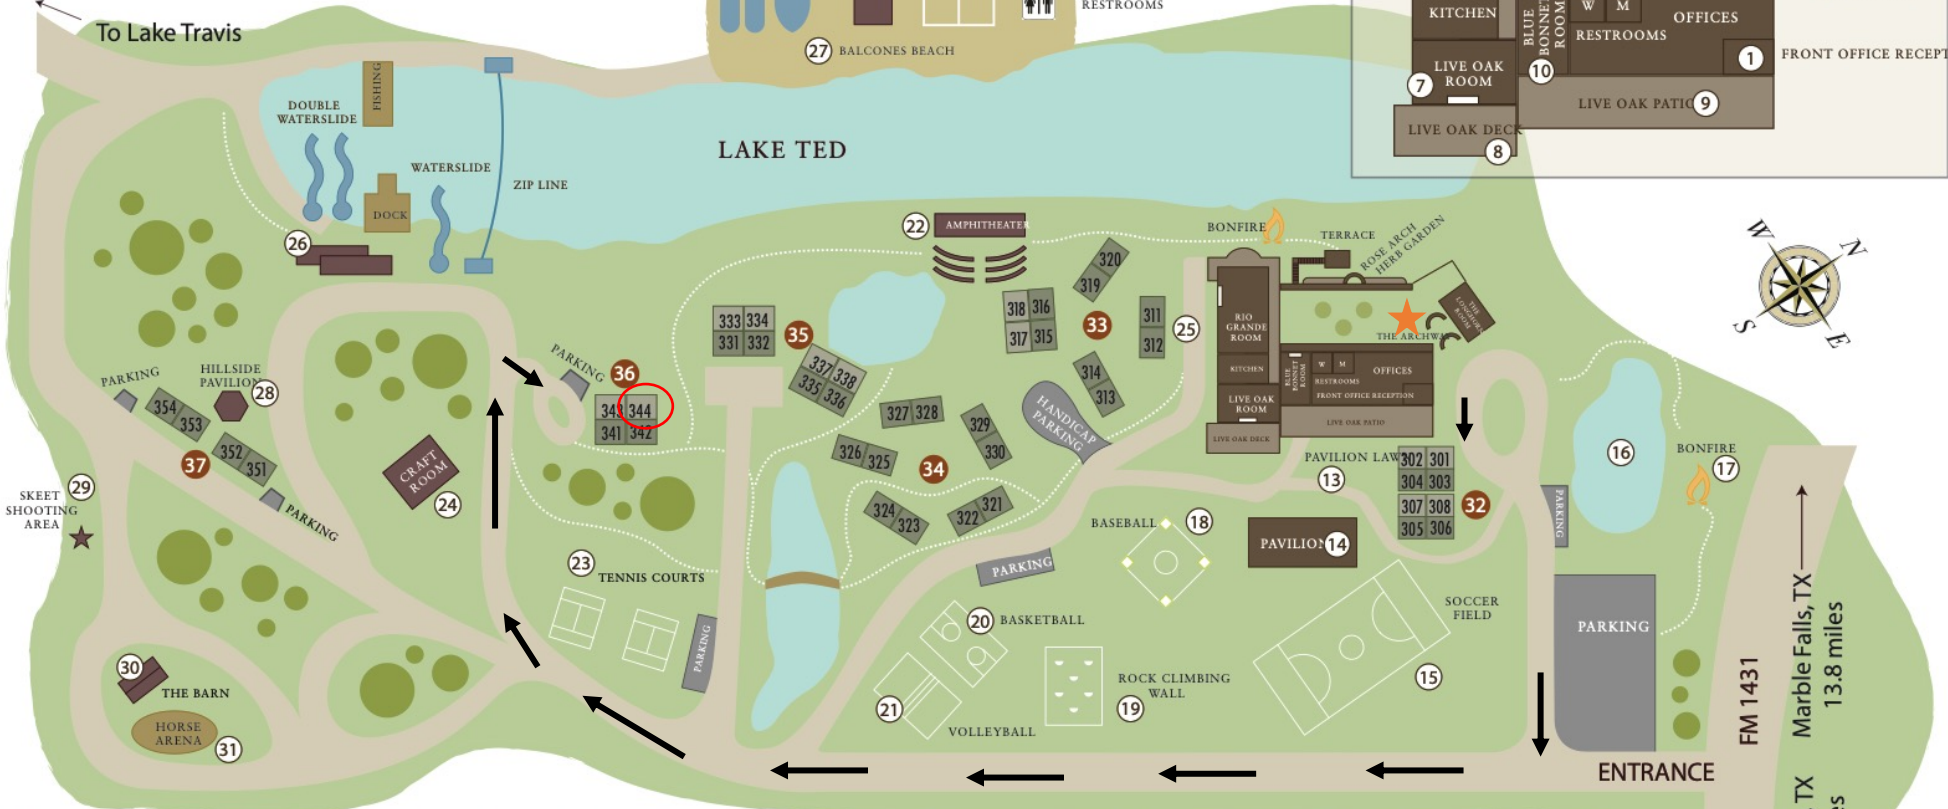 To Lake Travis
RESTROOMS
27 BALCONES BEACH
KITCHEN
BLUE
BONNET
ROOM
W M
OFFICES
RESTROOMS
1 FRONT OFFICE RECEPT
10
LIVE OAK
ROOM
7
LIVE OAK PATIO
9
LIVE OAK DECK
8
FISHING
DOUBLE
WATERSLIDE
WATERSLIDE
ZIP LINE
DOCK
LAKE TED
26
22 AMPHITHEATER
BONFIRE
TERRACE
ROSE ARCH
HERB GARDEN
W N
S E
320
319
318 316
317 315
33
311
312
25
314
313
RIO
GRANDE
ROOM
KITCHEN
LIVE OAK
ROOM
LIVE OAK DECK
BLUE
BONNET
ROOM
W M
RESTROOMS
OFFICES
FRONT OFFICE RECEPTION
LIVE OAK PATIO
THE
LONGHORN
ROOM
333 334
331 332
35
337 338
335 336
PARKING
36
343 344
341 342
327 328
329
330
326 325
34
324 323
322 321
HANDICAP
PARKING
PARKING
HILLSIDE
PAVILION
28
354 353
352 351
37
PARKING
29
SKEET
SHOOTING
AREA
CRAFT
ROOM
24
PAVILION LAWN
13
302 301
304 303
307 308
305 306
32
PARKING
16
BONFIRE
17
BASEBALL 18
PAVILION 14
PARKING
23
TENNIS COURTS
PARKING
20 BASKETBALL
SOCCER
FIELD
15
ROCK CLIMBING
WALL
19
21
VOLLEYBALL
PARKING
30
THE BARN
HORSE
ARENA
31
ENTRANCE
FM 1431
Marble Falls, TX
13.8 miles
TX